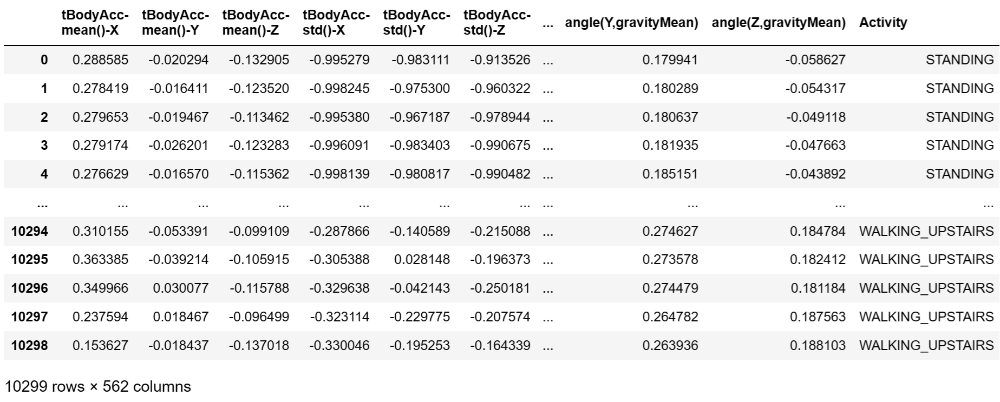 tBodyAcc- tBodyAcc- tBodyAcc- tBodyAcc- tBodyAcc- tBodyAcc-
mean()-X mean()-Y mean()-Z std()-X std()-Y std()-Z ... angle(Y,gravityMean) angle(Z,gravityMean) Activity
0 0.288585 -0.020294 -0.132905 -0.995279 -0.983111 -0.913526 ... 0.179941 -0.058627 STANDING
1 0.278419 -0.016411 -0.123520 -0.998245 -0.975300 -0.960322 ... 0.180289 -0.054317 STANDING
2 0.279653 -0.019467 -0.113462 -0.995380 -0.967187 -0.978944 ... 0.180637 -0.049118 STANDING
3 0.279174 -0.026201 -0.123283 -0.996091 -0.983403 -0.990675 ... 0.181935 -0.047663 STANDING
4 0.276629 -0.016570 -0.115362 -0.998139 -0.980817 -0.990482 ... 0.185151 -0.043892 STANDING
... ... ... ... ... ... ... ... ... ... ...
10294 0.310155 -0.053391 -0.099109 -0.287866 -0.140589 -0.215088 ... 0.274627 0.184784 WALKING_UPSTAIRS
10295 0.363385 -0.039214 -0.105915 -0.305388 0.028148 -0.196373 ... 0.273578 0.182412 WALKING_UPSTAIRS
10296 0.349966 0.030077 -0.115788 -0.329638 -0.042143 -0.250181 ... 0.274479 0.181184 WALKING_UPSTAIRS
10297 0.237594 0.018467 -0.096499 -0.323114 -0.229775 -0.207574 ... 0.264782 0.187563 WALKING_UPSTAIRS
10298 0.153627 -0.018437 -0.137018 -0.330046 -0.195253 -0.164339 ... 0.263936 0.188103 WALKING_UPSTAIRS
10299 rows × 562 columns